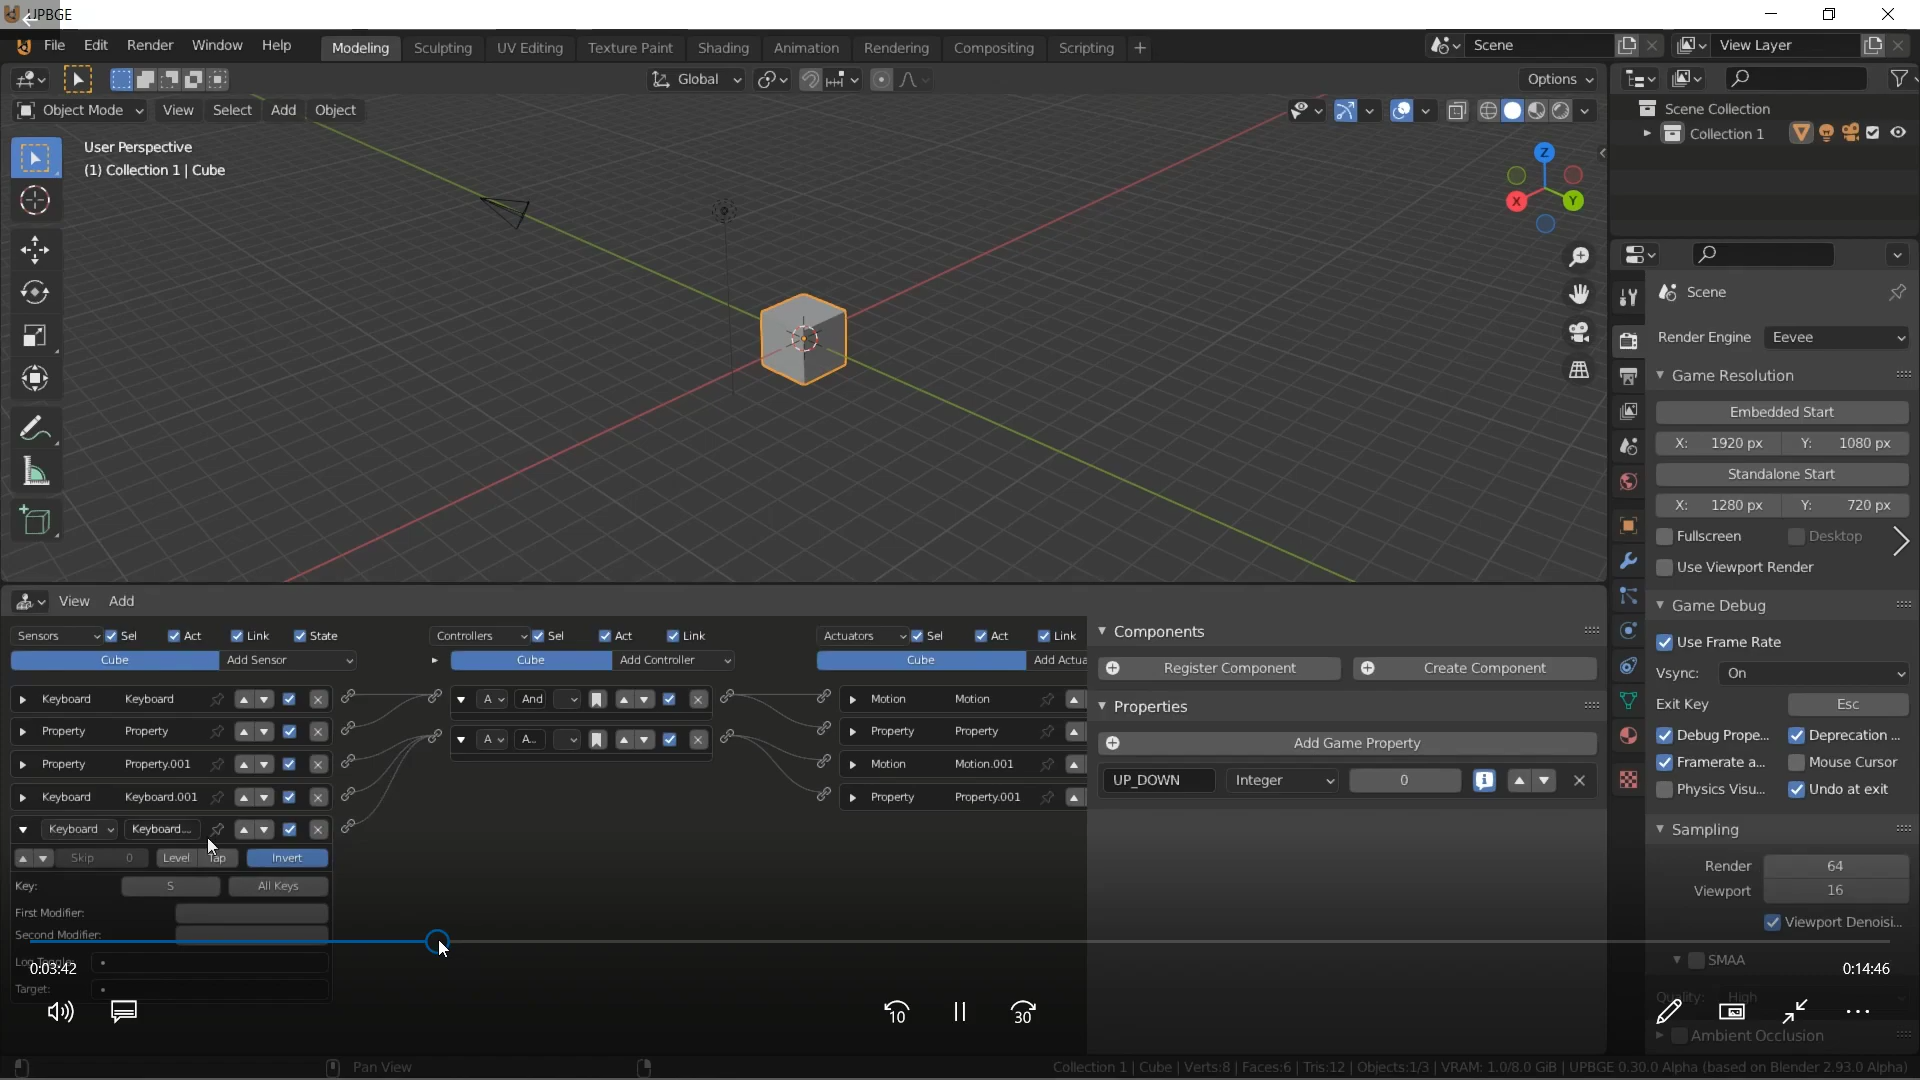 UPBGE
File Edit Render Window Help
Modeling Sculpting UV Editing Texture Paint Shading Animation Rendering Compositing Scripting +
Scene
View Layer
Global
Options
Object Mode View Select Add Object
User Perspective
(1) Collection 1 | Cube
Z
X
Y
Scene Collection
Collection 1
Scene
Render Engine Eevee
Game Resolution
Embedded Start
X: 1920 px Y: 1080 px
Standalone Start
X: 1280 px Y: 720 px
Fullscreen Desktop
Use Viewport Render
Game Debug
Use Frame Rate
Vsync: On
Exit Key Esc
Debug Prope... Deprecation ...
Framerate a... Mouse Cursor
Physics Visu... Undo at exit
Sampling
Render 64
Viewport 16
Viewport Denoisi...
SMAA
Quality: High
Ambient Occlusion
View Add
Sensors Sel Act Link State
Cube Add Sensor
Keyboard Keyboard
Property Property
Property Property.001
Keyboard Keyboard.001
Keyboard Keyboard...
Skip 0 Level Tap Invert
Key: S All Keys
First Modifier:
Second Modifier:
Target:
Controllers Sel Act Link
Cube Add Controller
A And
A A...
Actuators Sel Act Link
Cube Add Actua
Motion Motion
Property Property
Motion Motion.001
Property Property.001
Components
Register Component Create Component
Properties
Add Game Property
UP_DOWN Integer 0
0:03:42
0:14:46
10
30
Pan View
Collection 1 | Cube | Verts:8 | Faces:6 | Tris:12 | Objects:1/3 | VRAM: 1.0/8.0 GiB | UPBGE 0.30.0 Alpha (based on Blender 2.93.0 Alpha)